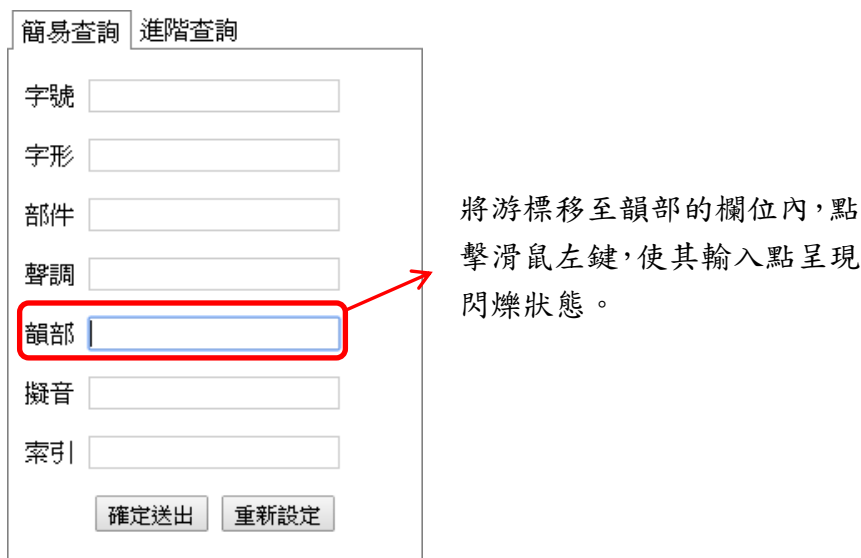 簡易查詢 進階查詢
字號
字形
部件
聲調
韻部
擬音
索引
確定送出 重新設定
將游標移至韻部的欄位內,點
擊滑鼠左鍵,使其輸入點呈現
閃爍狀態。